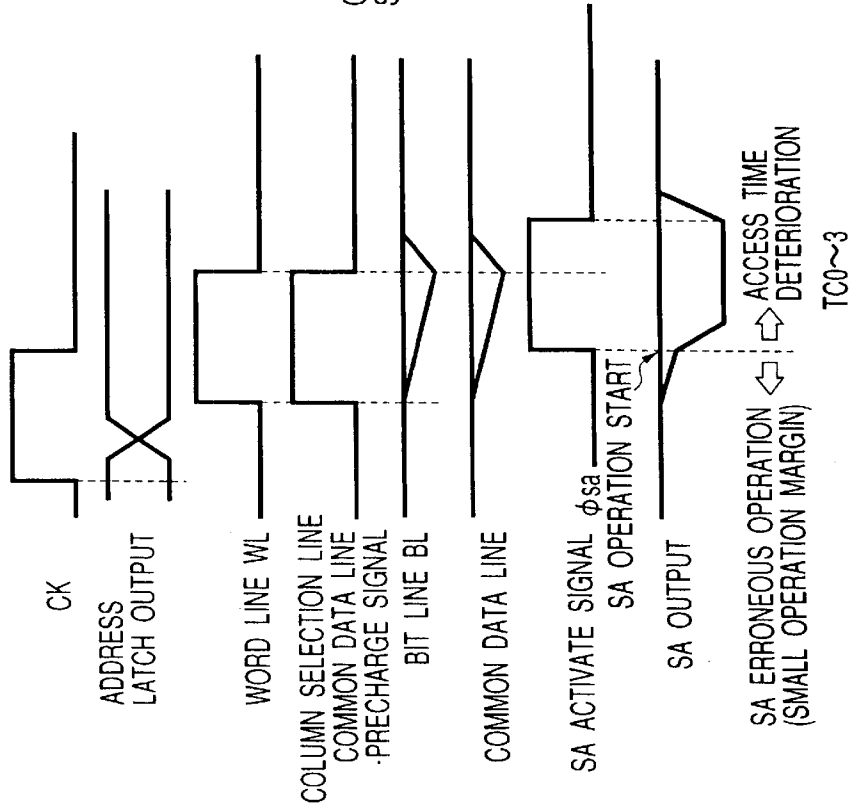 CK
ADDRESS
LATCH OUTPUT
WORD LINE WL
COLUMN SELECTION LINE
COMMON DATA LINE
·PRECHARGE SIGNAL
BIT LINE BL
COMMON DATA LINE
SA ACTIVATE SIGNAL ϕsa
SA OPERATION START
SA OUTPUT
SA ERRONEOUS OPERATION
(SMALL OPERATION MARGIN)
ACCESS TIME
DETERIORATION
TC0~3